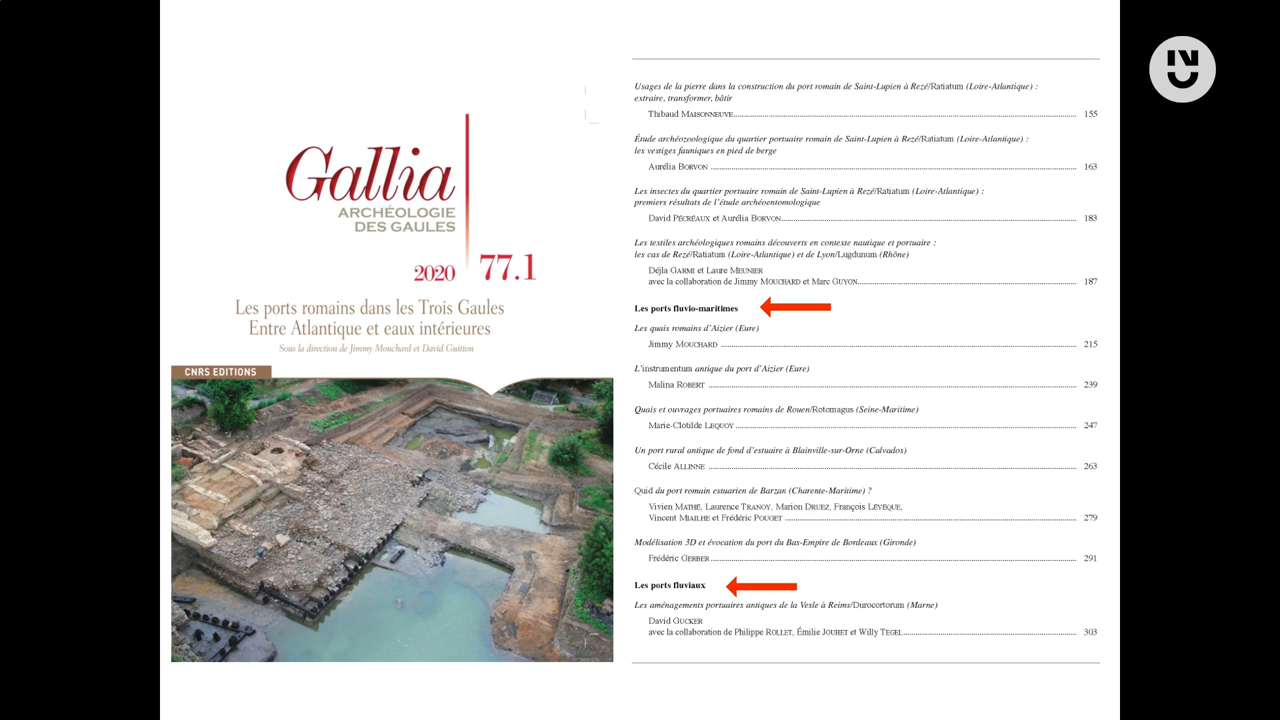 Gallia
ARCHÉOLOGIE
DES GAULES
2020 77.1
Les ports romains dans les Trois Gaules
Entre Atlantique et eaux intérieures
Sous la direction de Jimmy Mouchard et David Guitton
CNRS EDITIONS
Usages de la pierre dans la construction du port romain de Saint-Lupien à Rezé/Ratiatum (Loire-Atlantique) :
extraire, transformer, bâtir
Thibaud MAISONNEUVE 155
Étude archéozoologique du quartier portuaire romain de Saint-Lupien à Rezé/Ratiatum (Loire-Atlantique) :
les vestiges fauniques en pied de berge
Aurélia BORVON 163
Les insectes du quartier portuaire romain de Saint-Lupien à Rezé/Ratiatum (Loire-Atlantique) :
premiers résultats de l'étude archéoentomologique
David PÉCRÉAUX et Aurélia BORVON 183
Les textiles archéologiques romains découverts en contexte nautique et portuaire :
les cas de Rezé/Ratiatum (Loire-Atlantique) et de Lyon/Lugdunum (Rhône)
Déjla GARMI et Laure MEUNIER
avec la collaboration de Jimmy MOUCHARD et Marc GUYON 187
Les ports fluvio-maritimes
Les quais romains d'Aizier (Eure)
Jimmy MOUCHARD 215
L'instrumentum antique du port d'Aizier (Eure)
Malina ROBERT 239
Quais et ouvrages portuaires romains de Rouen/Rotomagus (Seine-Maritime)
Marie-Clotilde LEQUOY 247
Un port rural antique de fond d'estuaire à Blainville-sur-Orne (Calvados)
Cécile ALLINNE 263
Quid du port romain estuarien de Barzan (Charente-Maritime) ?
Vivien MATHÉ, Laurence TRANOY, Marion DRUEZ, François LÉVÊQUE,
Vincent MIAILHE et Frédéric POUGET 279
Modélisation 3D et évocation du port du Bas-Empire de Bordeaux (Gironde)
Frédéric GERBER 291
Les ports fluviaux
Les aménagements portuaires antiques de la Vesle à Reims/Durocortorum (Marne)
David GUCKER
avec la collaboration de Philippe ROLLET, Émilie JOUHET et Willy TEGEL 303